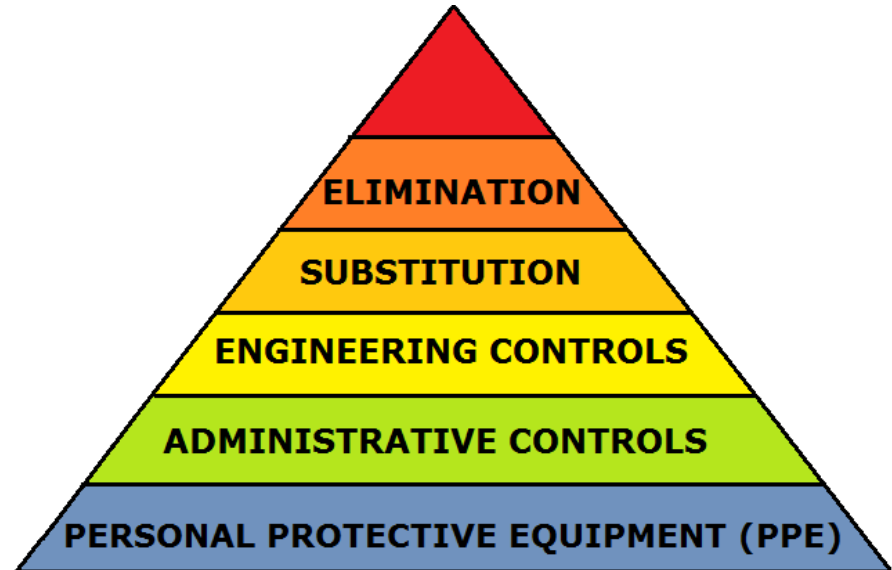 ELIMINATION
SUBSTITUTION
ENGINEERING CONTROLS
ADMINISTRATIVE CONTROLS
PERSONAL PROTECTIVE EQUIPMENT (PPE)